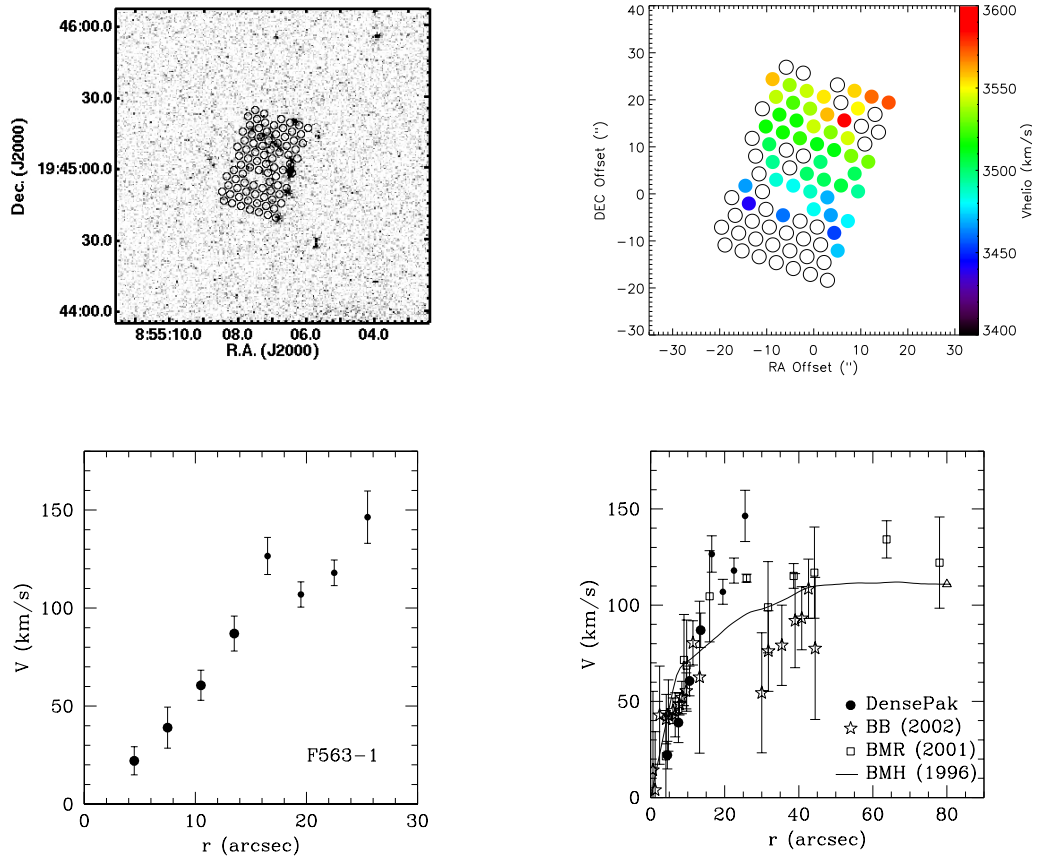 46:00.0
30.0
19:45:00.0
30.0
44:00.0
Dec. (J2000)
8:55:10.0 08.0 06.0 04.0
R.A. (J2000)
40
30
20
10
0
−10
−20
−30
DEC Offset (")
−30 −20 −10 0 10 20 30
RA Offset (")
3600
3550
3500
3450
3400
Vhelio (km/s)
150
100
50
0
V (km/s)
F563−1
0 10 20 30
r (arcsec)
150
100
50
0
V (km/s)
DensePak
BB (2002)
BMR (2001)
BMH (1996)
0 20 40 60 80
r (arcsec)